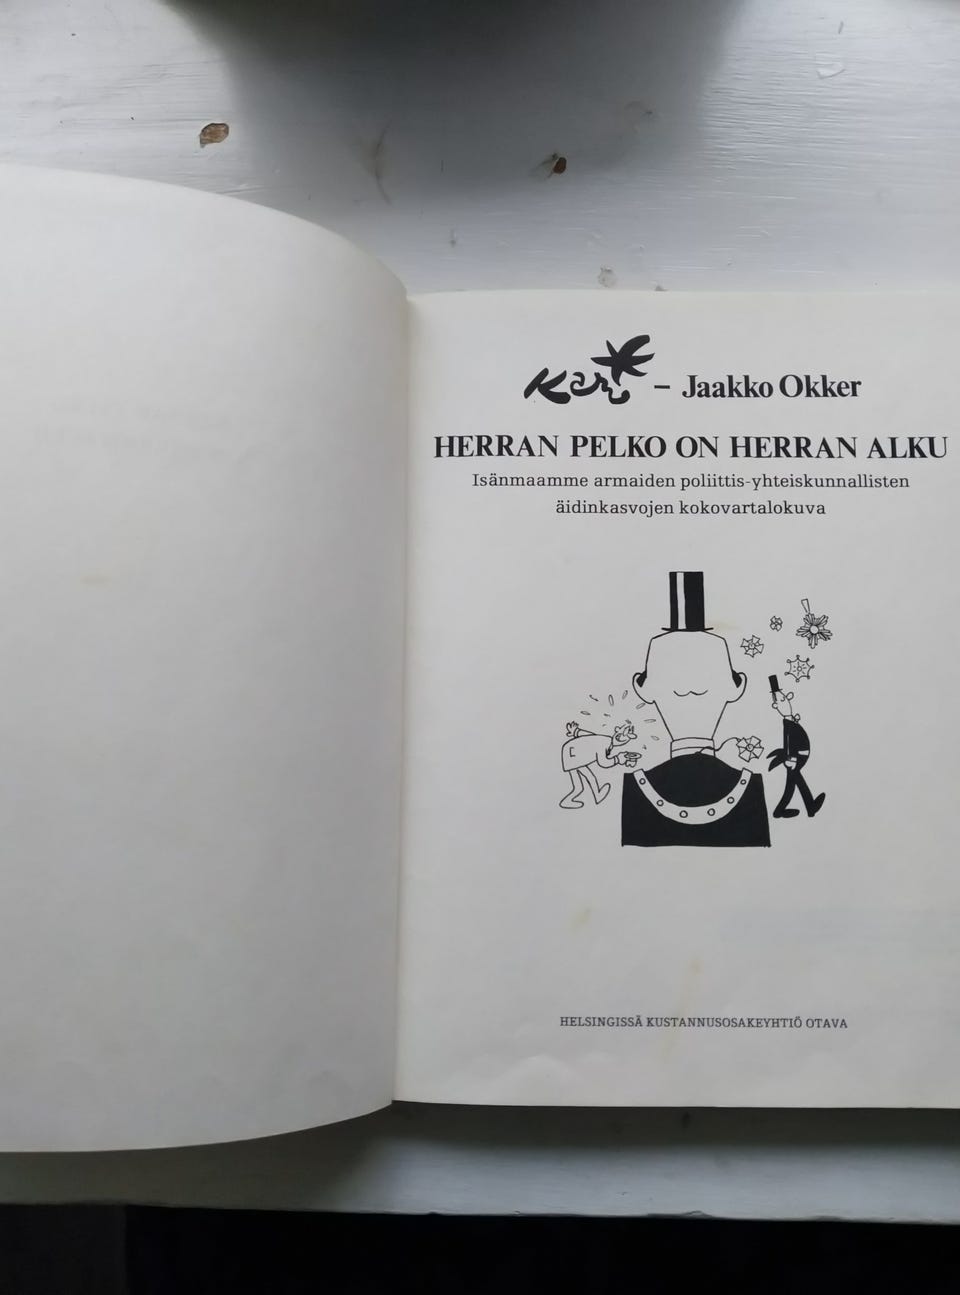 Kari – Jaakko Okker
HERRAN PELKO ON HERRAN ALKU
Isänmaamme armaiden poliittis-yhteiskunnallisten
äidinkasvojen kokovartalokuva
HELSINGISSÄ KUSTANNUSOSAKEYHTIÖ OTAVA